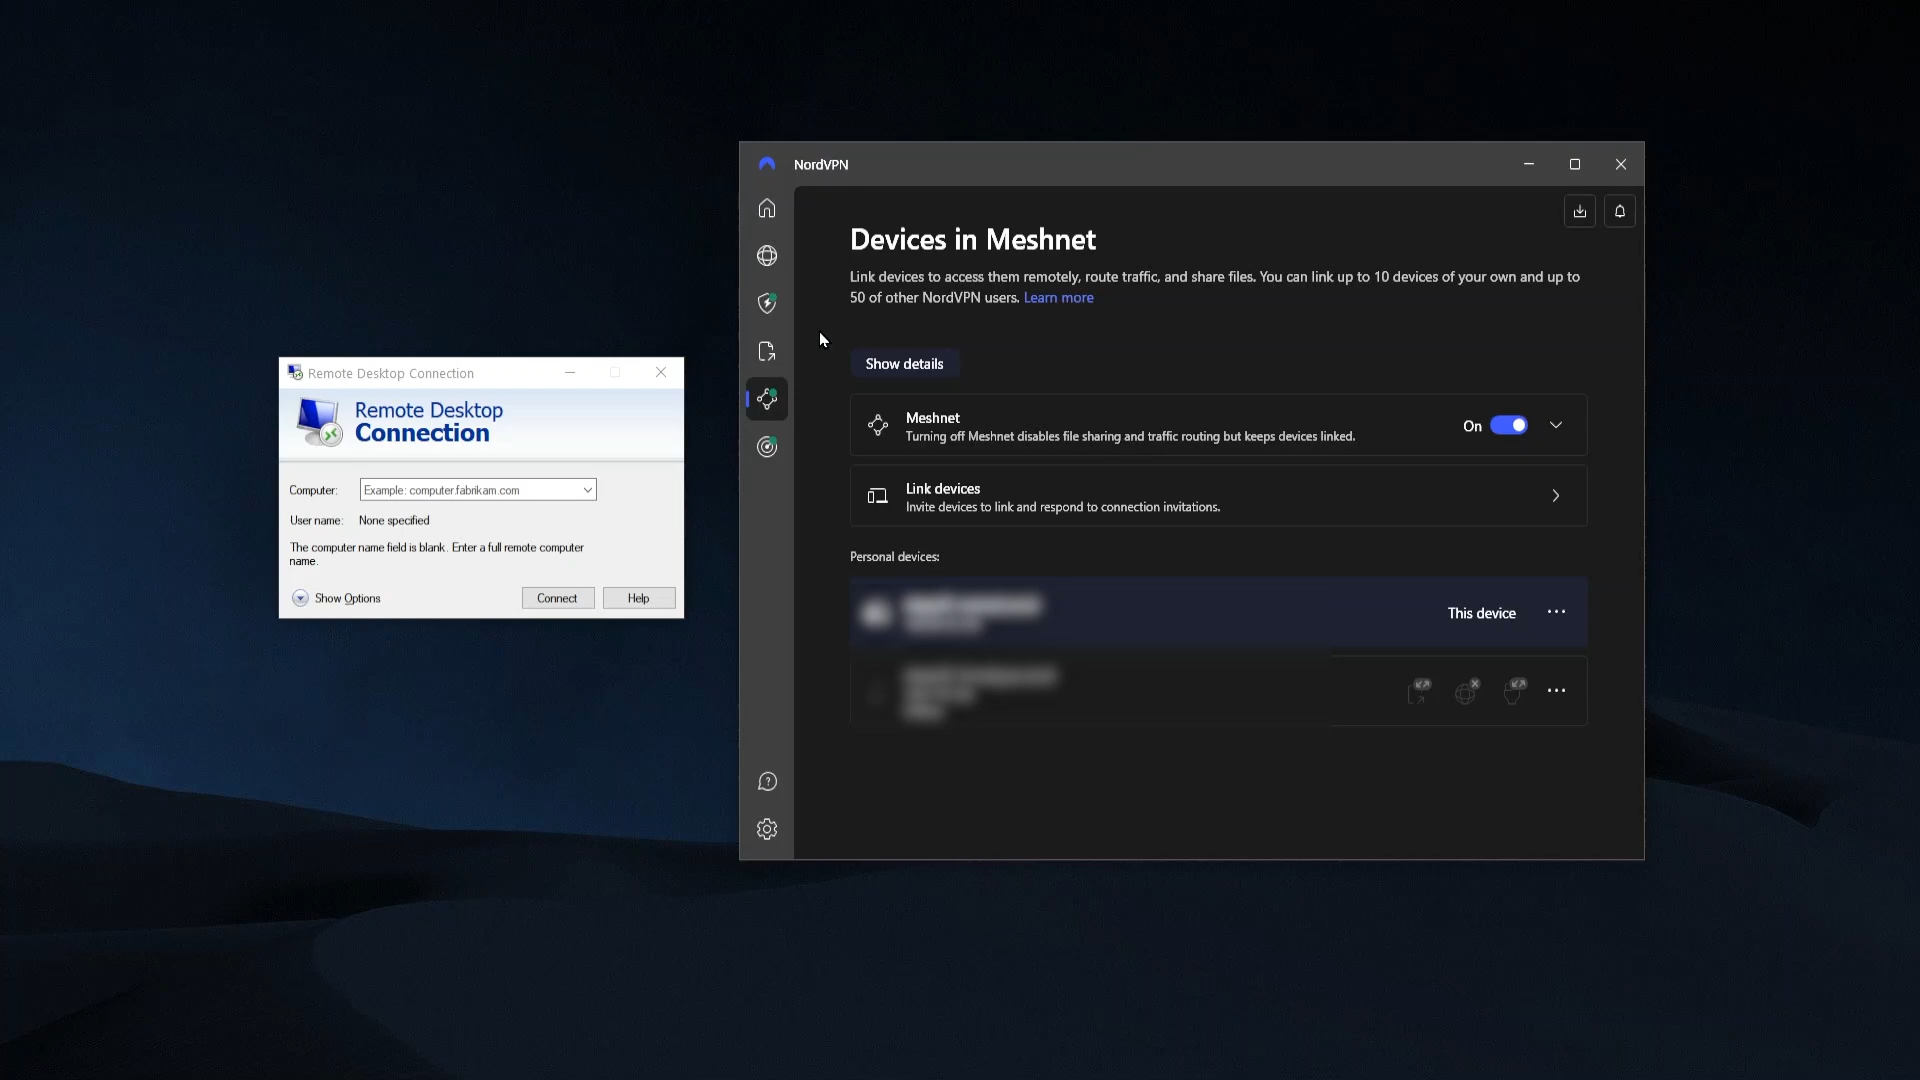 Remote Desktop Connection
Remote Desktop
Connection
Computer: Example: computer.fabrikam.com
User name: None specified
The computer name field is blank. Enter a full remote computer
name.
Show Options
Connect
Help
NordVPN
Devices in Meshnet
Link devices to access them remotely, route traffic, and share files. You can link up to 10 devices of your own and up to
50 of other NordVPN users. Learn more
Show details
Meshnet
Turning off Meshnet disables file sharing and traffic routing but keeps devices linked.
On
Link devices
Invite devices to link and respond to connection invitations.
Personal devices:
This device